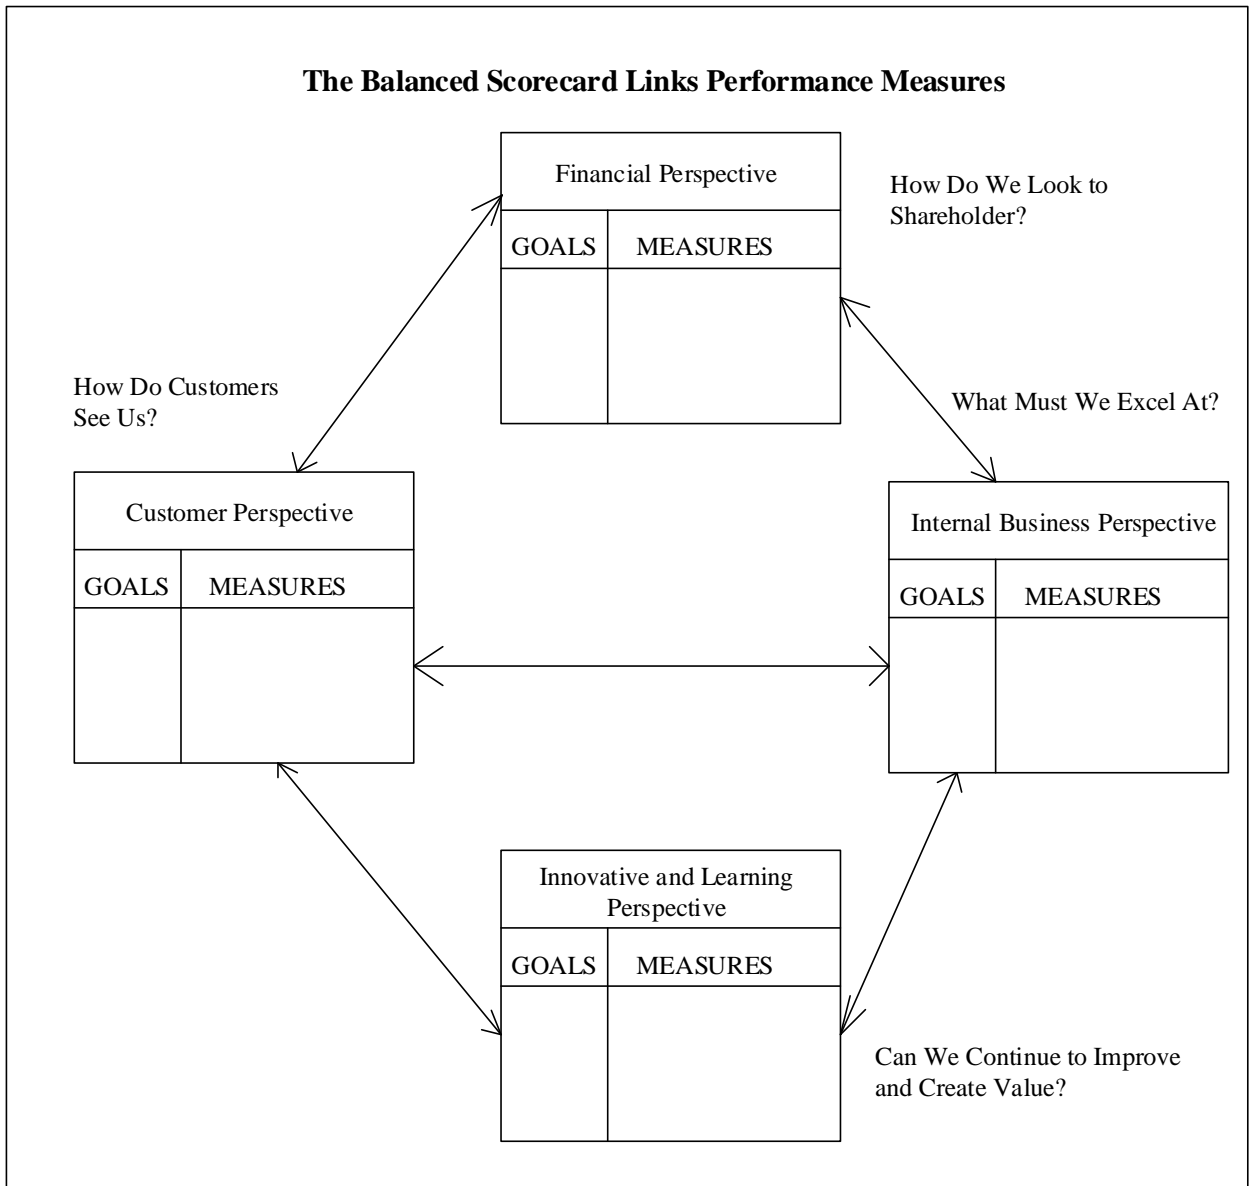 The Balanced Scorecard Links Performance Measures
Financial Perspective
How Do We Look to
Shareholder?
GOALS MEASURES
How Do Customers
See Us?
What Must We Excel At?
Customer Perspective
Internal Business Perspective
GOALS MEASURES
GOALS MEASURES
Innovative and Learning
Perspective
GOALS MEASURES
Can We Continue to Improve
and Create Value?